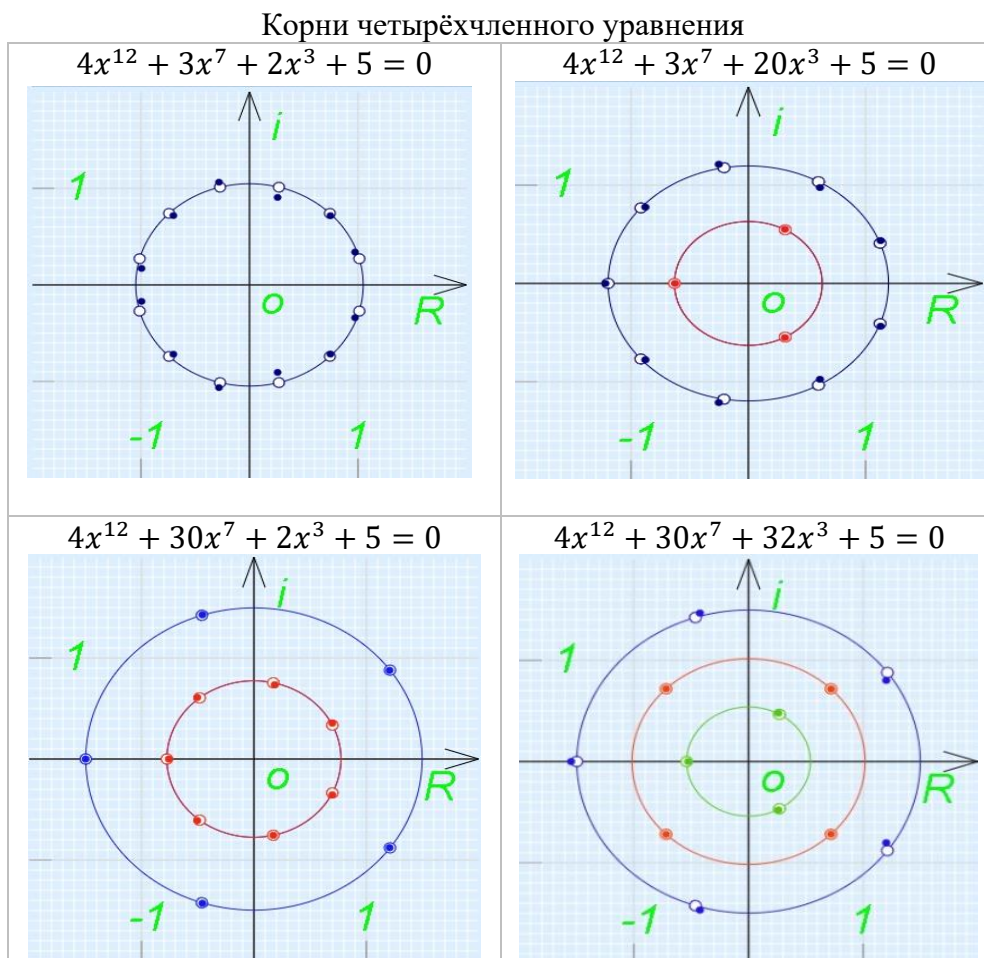 Корни четырёхчленного уравнения
4x¹² + 3x⁷ + 2x³ + 5 = 0
i
1
o
R
-1
1
4x¹² + 3x⁷ + 20x³ + 5 = 0
i
1
o
R
-1
1
4x¹² + 30x⁷ + 2x³ + 5 = 0
i
1
o
R
-1
1
4x¹² + 30x⁷ + 32x³ + 5 = 0
i
1
o
R
-1
1